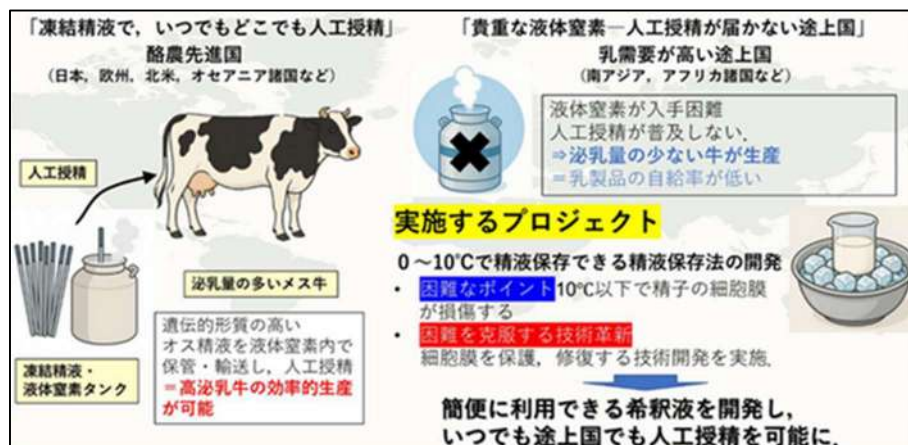 「凍結精液で，いつでもどこでも人工授精」
酪農先進国
（日本，欧州，北米，オセアニア諸国など）
人工授精
泌乳量の多いメス牛
凍結精液・
液体窒素タンク
遺伝的形質の高い
オス精液を液体窒素内で
保管・輸送し，人工授精
＝高泌乳牛の効率的生産
が可能
「貴重な液体窒素―人工授精が届かない途上国」
乳需要が高い途上国
（南アジア，アフリカ諸国など）
液体窒素が入手困難
人工授精が普及しない．
⇒泌乳量の少ない牛が生産
＝乳製品の自給率が低い
実施するプロジェクト
0～10℃で精液保存できる精液保存法の開発
• 困難なポイント10℃以下で精子の細胞膜
が損傷する
• 困難を克服する技術革新
細胞膜を保護，修復する技術開発を実施．
簡便に利用できる希釈液を開発し，
いつでも途上国でも人工授精を可能に．